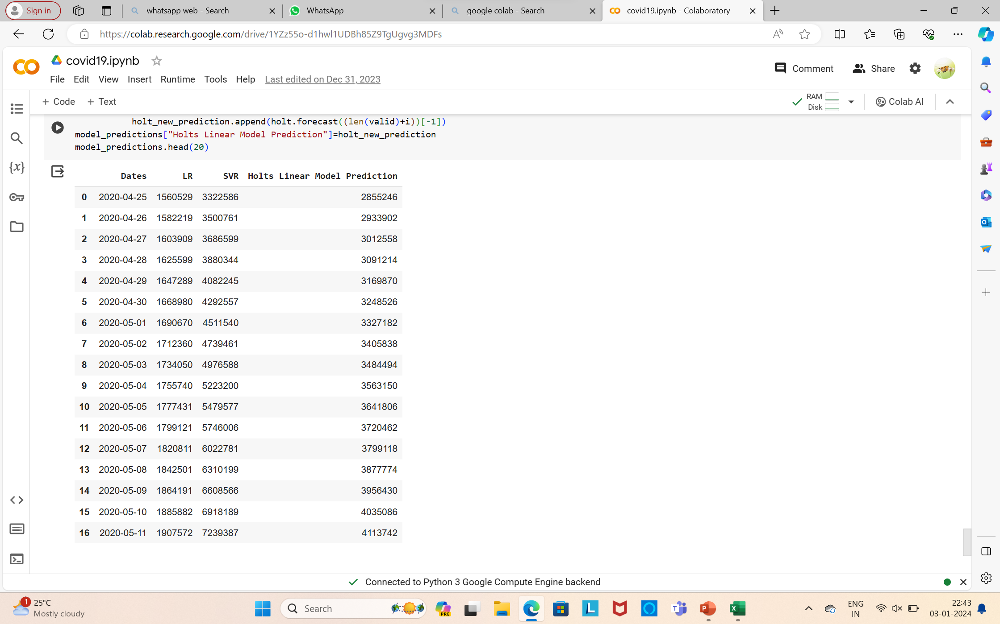 Sign in
whatsapp web - Search
WhatsApp
google colab - Search
covid19.ipynb - Colaboratory
https://colab.research.google.com/drive/1YZz55o-d1hwl1UDBh85Z9TgUgvg3MDFs
covid19.ipynb
Comment Share
File Edit View Insert Runtime Tools Help Last edited on Dec 31, 2023
+ Code + Text
RAM
Disk
Colab AI
holt_new_prediction.append(holt.forecast((len(valid)+i))[-1])
model_predictions["Holts Linear Model Prediction"]=holt_new_prediction
model_predictions.head(20)
Dates LR SVR Holts Linear Model Prediction
0 2020-04-25 1560529 3322586 2855246
1 2020-04-26 1582219 3500761 2933902
2 2020-04-27 1603909 3686599 3012558
3 2020-04-28 1625599 3880344 3091214
4 2020-04-29 1647289 4082245 3169870
5 2020-04-30 1668980 4292557 3248526
6 2020-05-01 1690670 4511540 3327182
7 2020-05-02 1712360 4739461 3405838
8 2020-05-03 1734050 4976588 3484494
9 2020-05-04 1755740 5223200 3563150
10 2020-05-05 1777431 5479577 3641806
11 2020-05-06 1799121 5746006 3720462
12 2020-05-07 1820811 6022781 3799118
13 2020-05-08 1842501 6310199 3877774
14 2020-05-09 1864191 6608566 3956430
15 2020-05-10 1885882 6918189 4035086
16 2020-05-11 1907572 7239387 4113742
Connected to Python 3 Google Compute Engine backend
1
25°C
Mostly cloudy
Search
PRE
ENG
IN
22:43
03-01-2024